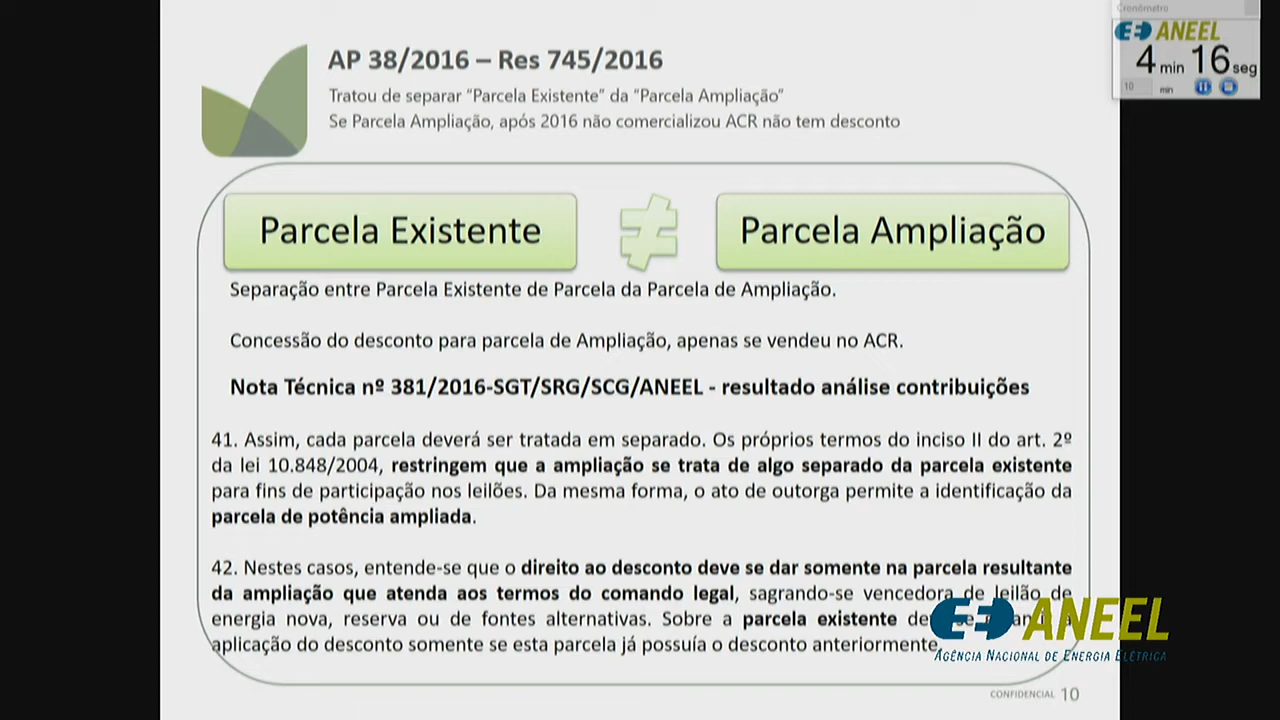 Cronômetro
ANEEL
4 min 16 seg
10 min
AP 38/2016 – Res 745/2016
Tratou de separar “Parcela Existente” da “Parcela Ampliação”
Se Parcela Ampliação, após 2016 não comercializou ACR não tem desconto
Parcela Existente ≠ Parcela Ampliação
Separação entre Parcela Existente de Parcela da Parcela de Ampliação.
Concessão do desconto para parcela de Ampliação, apenas se vendeu no ACR.
Nota Técnica nº 381/2016-SGT/SRG/SCG/ANEEL - resultado análise contribuições
41. Assim, cada parcela deverá ser tratada em separado. Os próprios termos do inciso II do art. 2º
da lei 10.848/2004, restringem que a ampliação se trata de algo separado da parcela existente
para fins de participação nos leilões. Da mesma forma, o ato de outorga permite a identificação da
parcela de potência ampliada.
42. Nestes casos, entende-se que o direito ao desconto deve se dar somente na parcela resultante
da ampliação que atenda aos termos do comando legal, sagrando-se vencedora de leilão de
energia nova, reserva ou de fontes alternativas. Sobre a parcela existente
aplicação do desconto somente se esta parcela já possuía o desconto anteriormente.
ANEEL
AGÊNCIA NACIONAL DE ENERGIA ELÉTRICA
CONFIDENCIAL 10